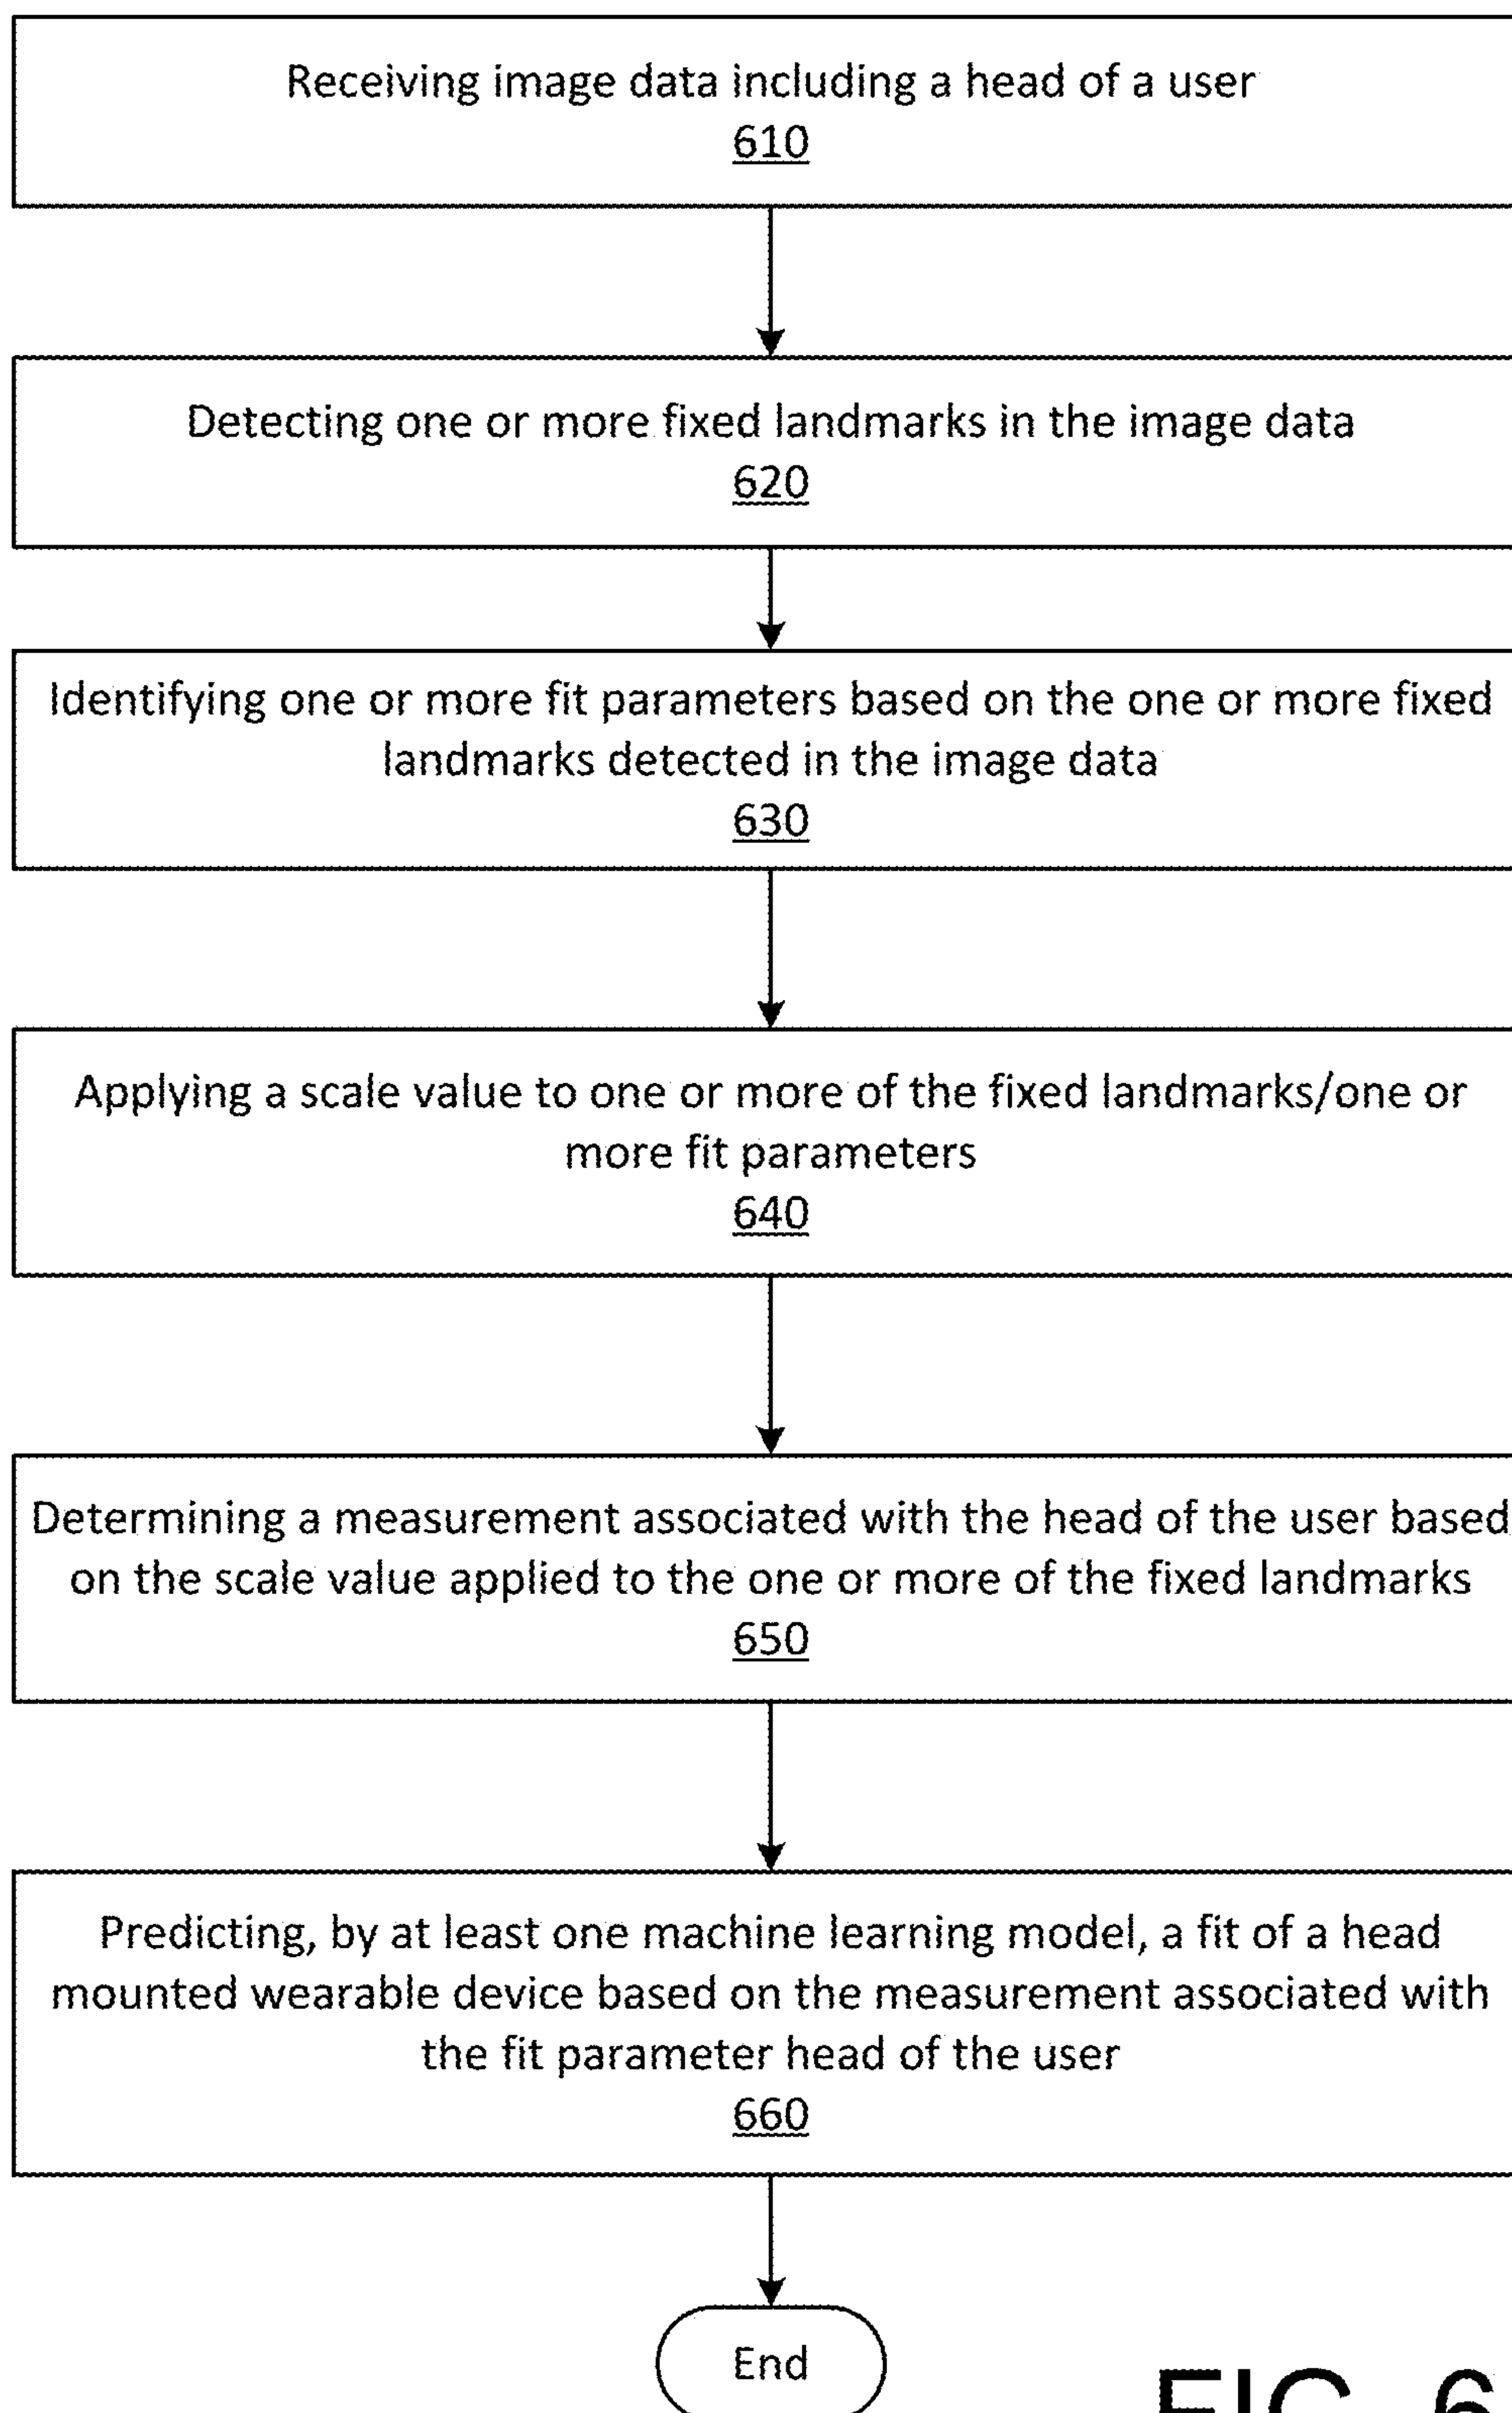 Receiving image data including a head of a user
610
Detecting one or more fixed landmarks in the image data
620
Identifying one or more fit parameters based on the one or more fixed
landmarks detected in the image data
630
Applying a scale value to one or more of the fixed landmarks/one or
more fit parameters
640
Determining a measurement associated with the head of the user based
on the scale value applied to the one or more of the fixed landmarks
650
Predicting, by at least one machine learning model, a fit of a head
mounted wearable device based on the measurement associated with
the fit parameter head of the user
660
End
FIG. 6